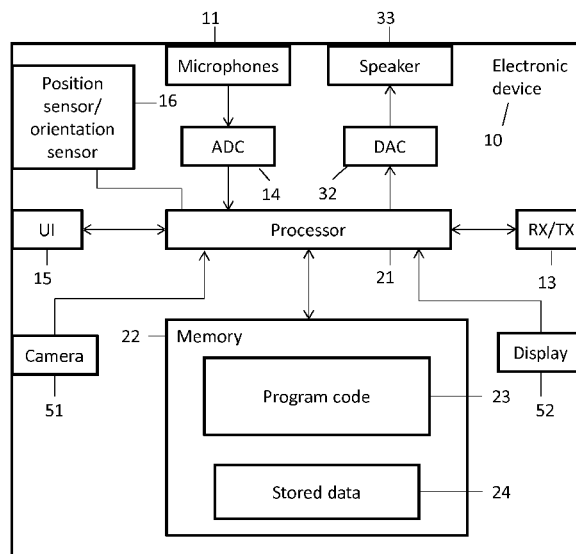 11
33
Microphones
Speaker
Electronic
device
Position
sensor/
orientation
sensor
16
10
ADC
DAC
14
32
UI
Processor
RX/TX
15
21
13
22
Memory
Camera
Display
51
52
Program code
23
Stored data
24